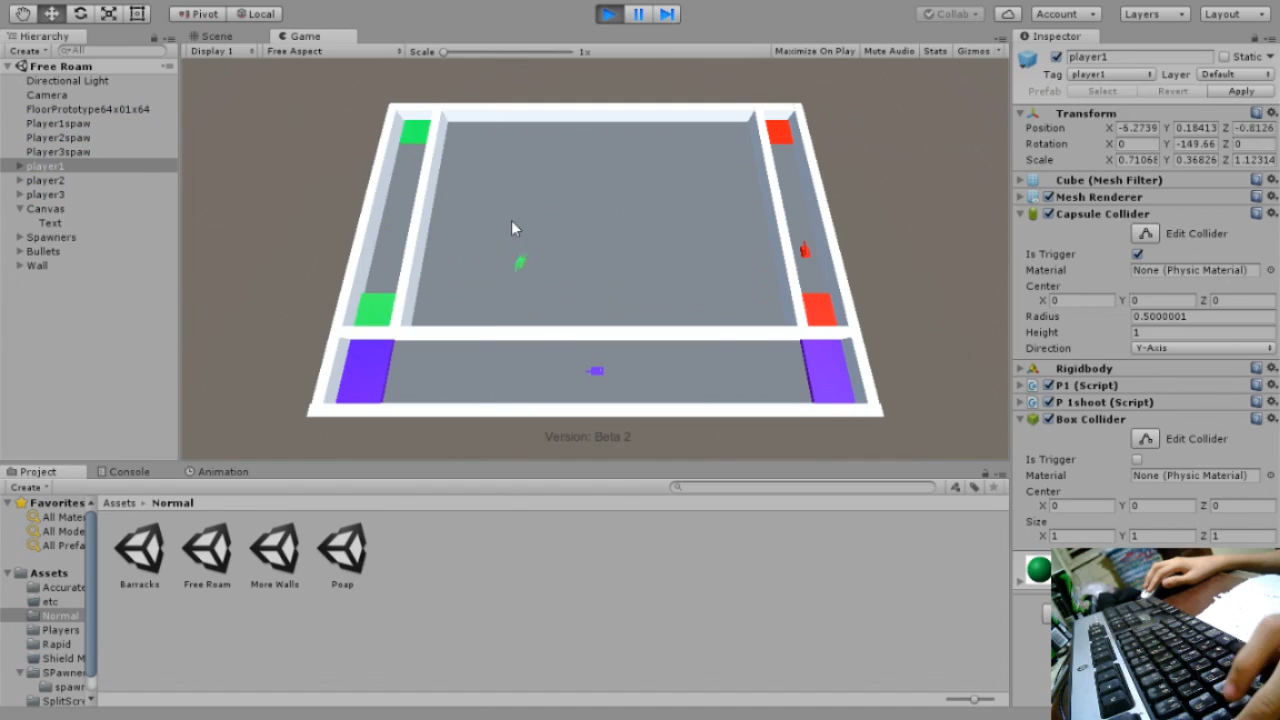 Pivot Local Collab Account Layers Layout
Hierarchy Scene Game Inspector
Create All Display 1 Free Aspect Scale 1x Maximize On Play Mute Audio Stats Gizmos
player1 Static
Free Roam
Tag player1 Layer Default
Directional Light
Prefab Select Revert Apply
Camera
FloorPrototype64x01x64
Transform
Player1spaw
Position X -6.2739 Y 0.18413 Z -0.8126
Player2spaw
Rotation X 0 Y -149.66 Z 0
Player3spaw
Scale X 0.71068 Y 0.36826 Z 1.12314
player1
player2
Cube (Mesh Filter)
player3
Mesh Renderer
Canvas
Capsule Collider
Text
Edit Collider
Spawners
Bullets
Is Trigger
Wall
Material None (Physic Material)
Center
X 0 Y 0 Z 0
Radius 0.5000001
Height 1
Direction Y-Axis
Rigidbody
P1 (Script)
P 1shoot (Script)
Box Collider
Version: Beta 2
Edit Collider
Is Trigger
Material None (Physic Material)
Center
X 0 Y 0 Z 0
Size
X 1 Y 1 Z 1
Project Console Animation
Create
Favorites Assets Normal
All Mater
All Mode
All Prefa
Assets
Accurate
etc
Normal
Players
Rapid
Shield M
SPawner
spawr
SplitScre
Barracks Free Roam More Walls Poap